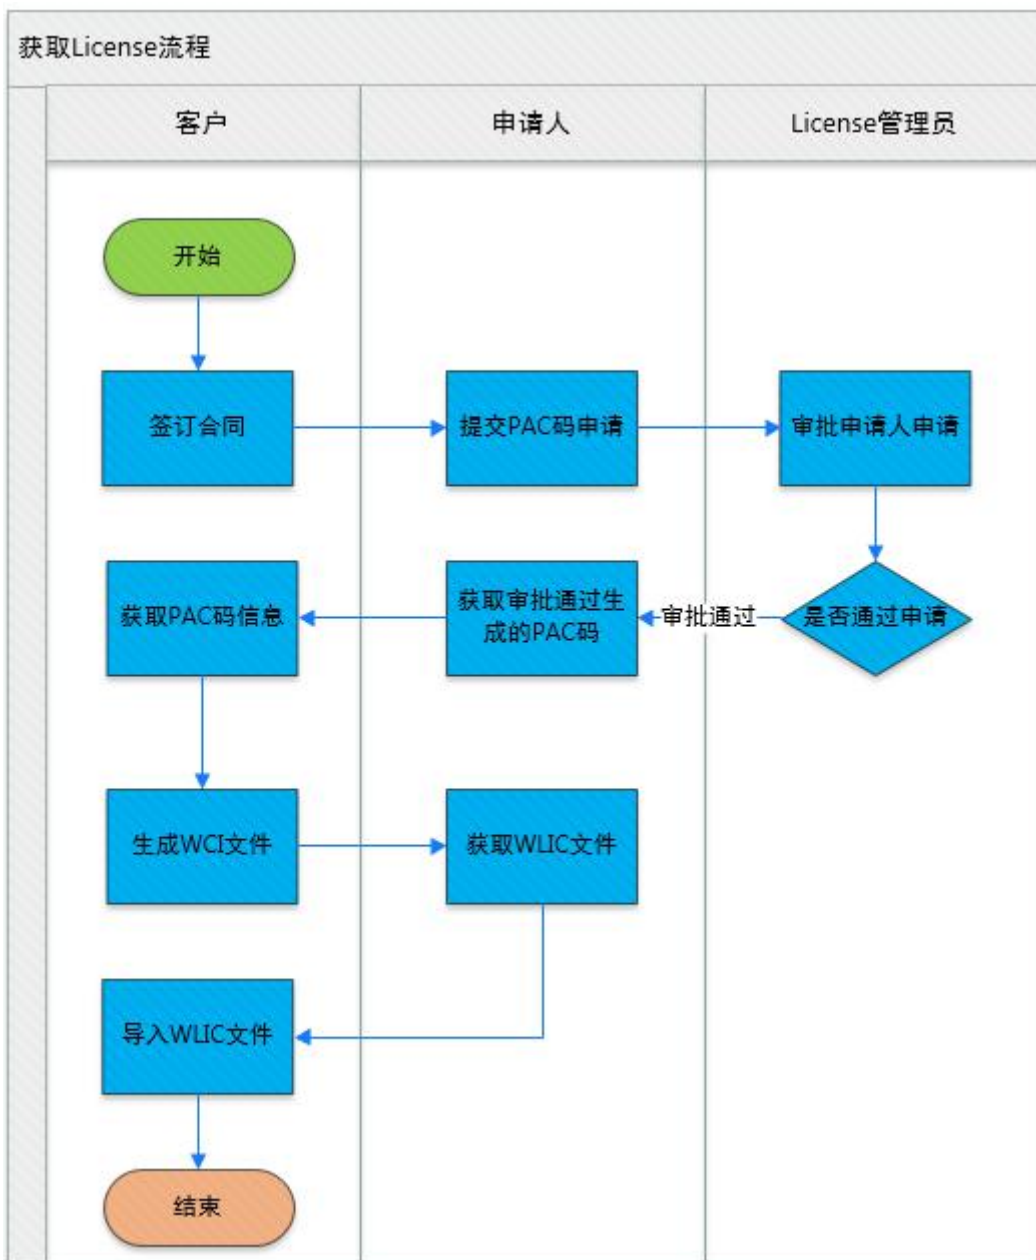 获取License流程
客户
申请人
License管理员
开始
签订合同
提交PAC码申请
审批申请人申请
获取PAC码信息
获取审批通过生
成的PAC码
审批通过
是否通过申请
生成WCI文件
获取WLIC文件
导入WLIC文件
结束